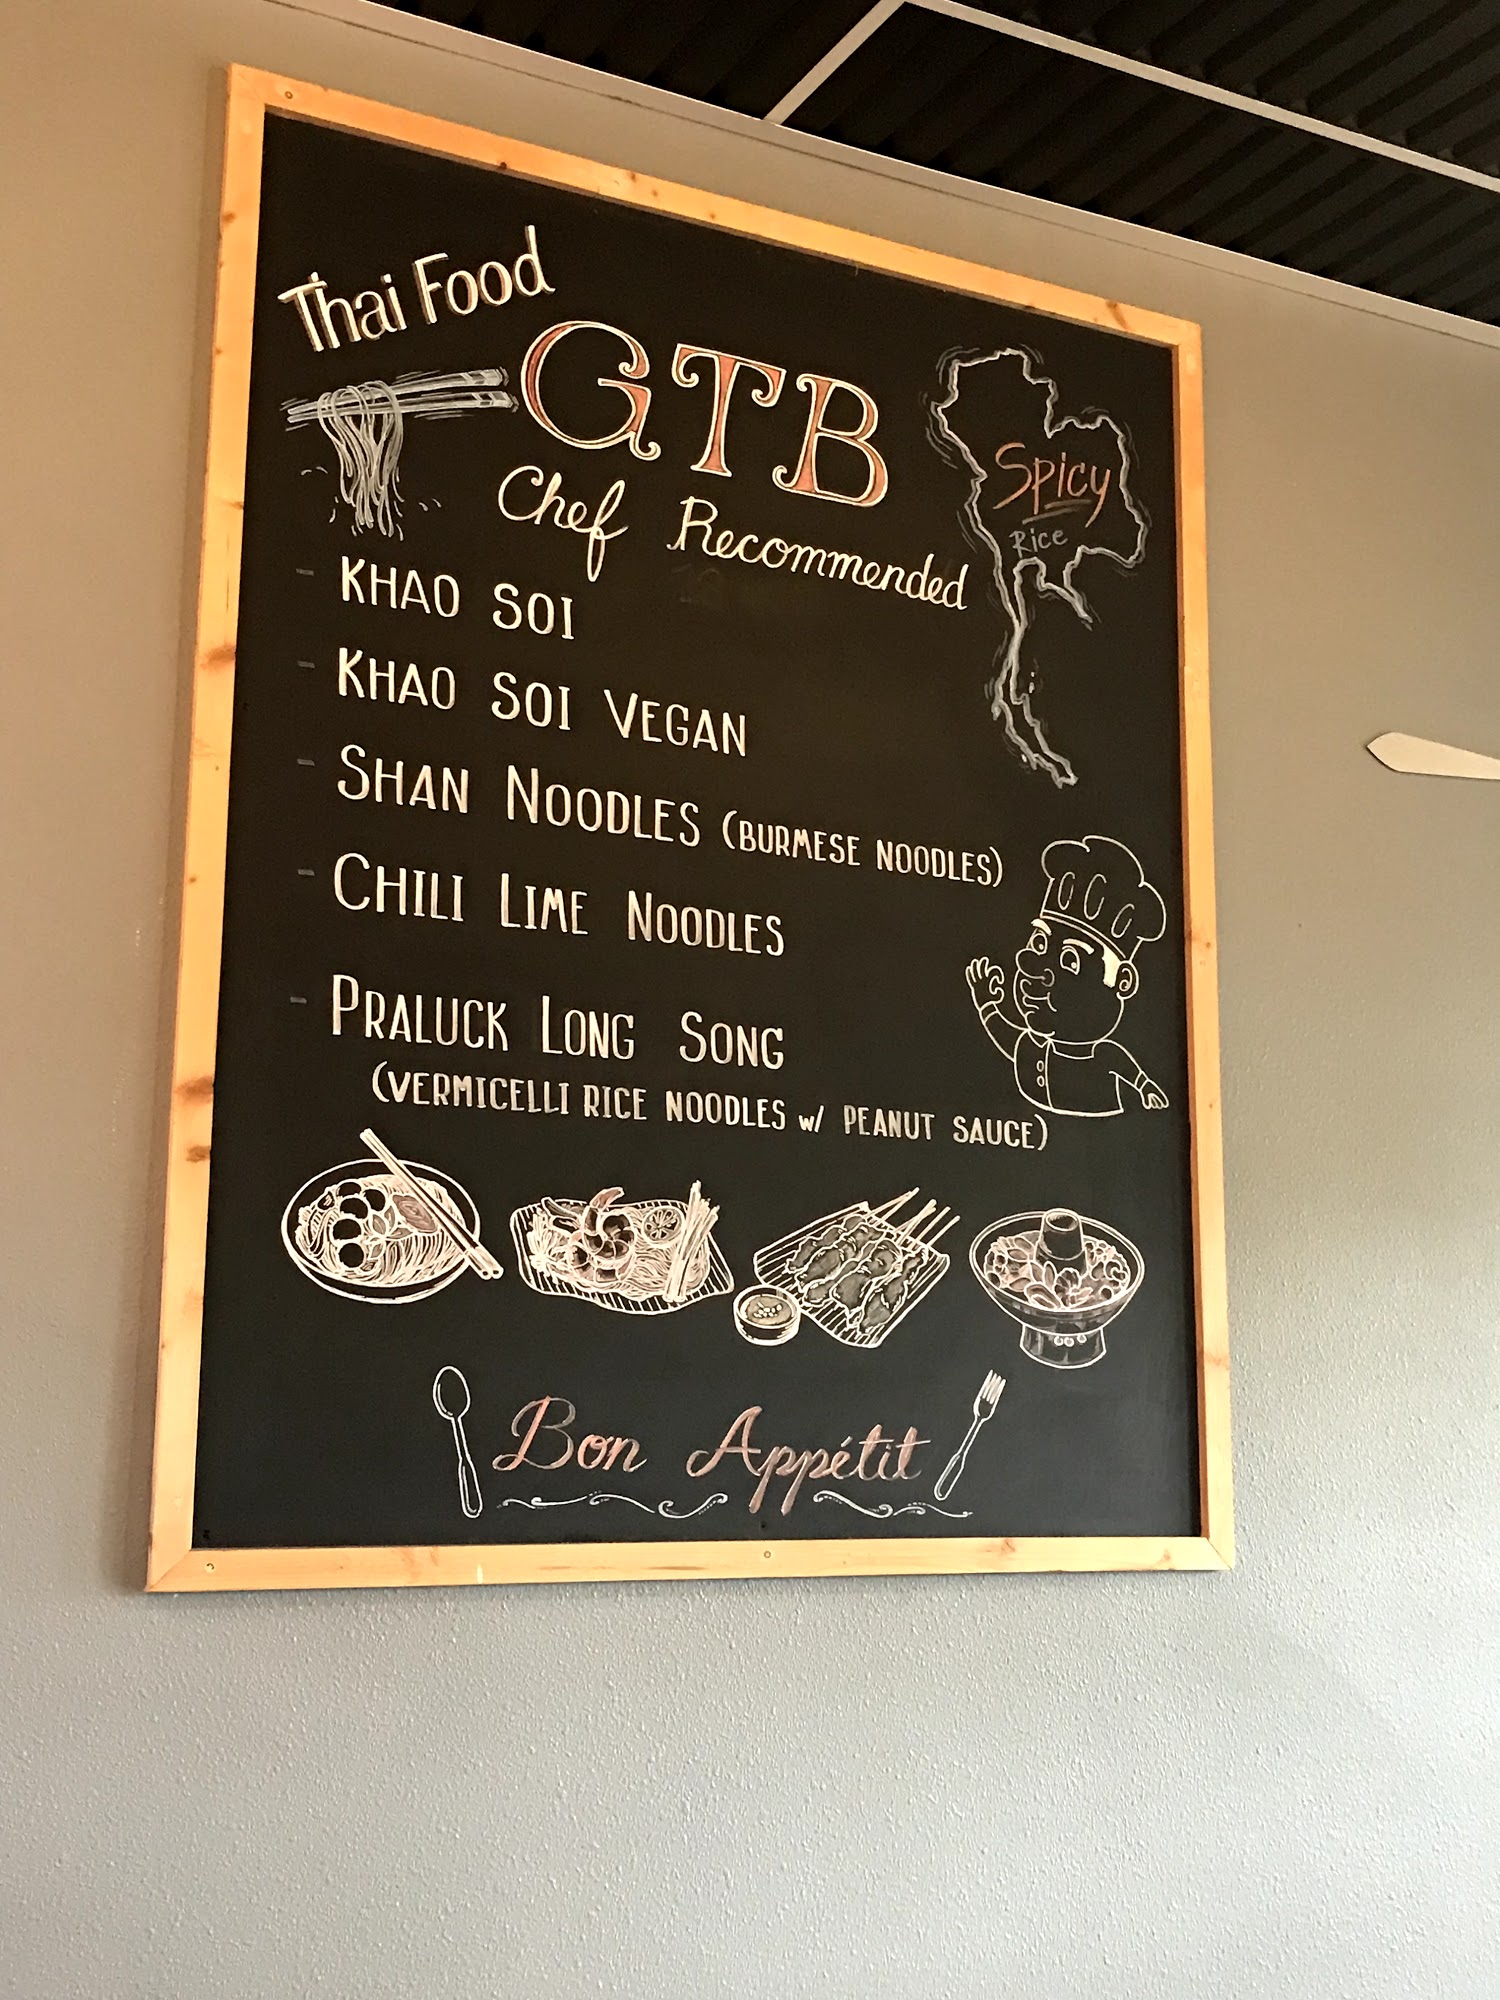 Thai Food
GTB
Chef Recommended
Spicy
Rice
- KHAO SOI
- KHAO SOI VEGAN
- SHAN NOODLES (BURMESE NOODLES)
- CHILI LIME NOODLES
- PRALUCK LONG SONG
(VERMICELLI RICE NOODLES w/ PEANUT SAUCE)
Bon Appétit